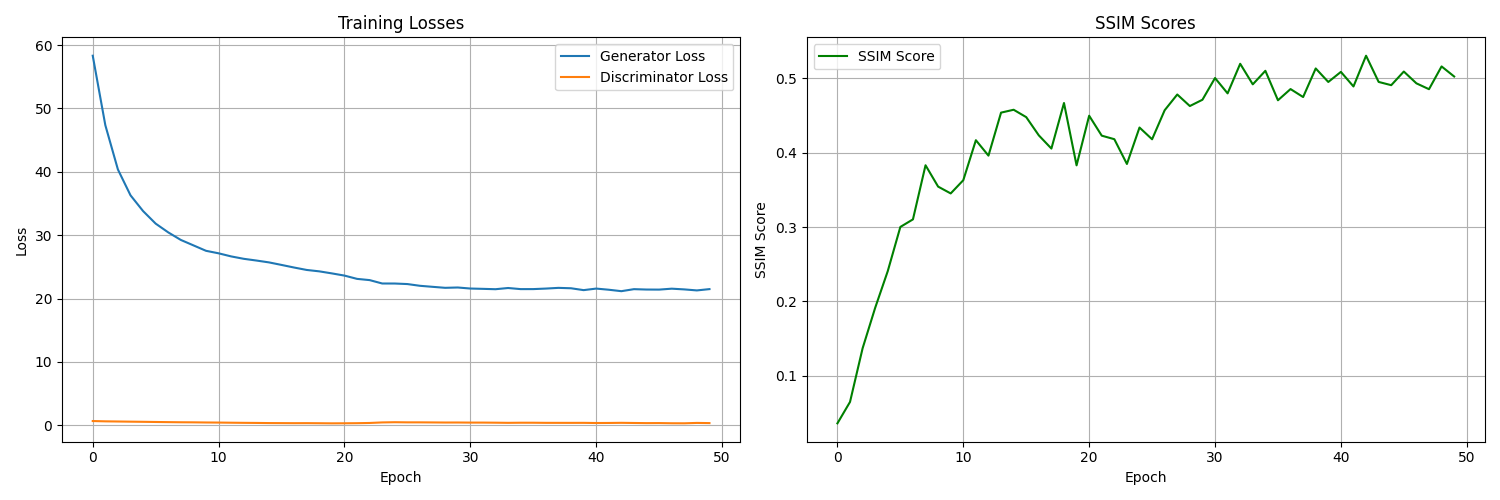 Training Losses
Generator Loss
Discriminator Loss
Loss
60
50
40
30
20
10
0
0 10 20 30 40 50
Epoch
SSIM Scores
SSIM Score
SSIM Score
0.5
0.4
0.3
0.2
0.1
0 10 20 30 40 50
Epoch